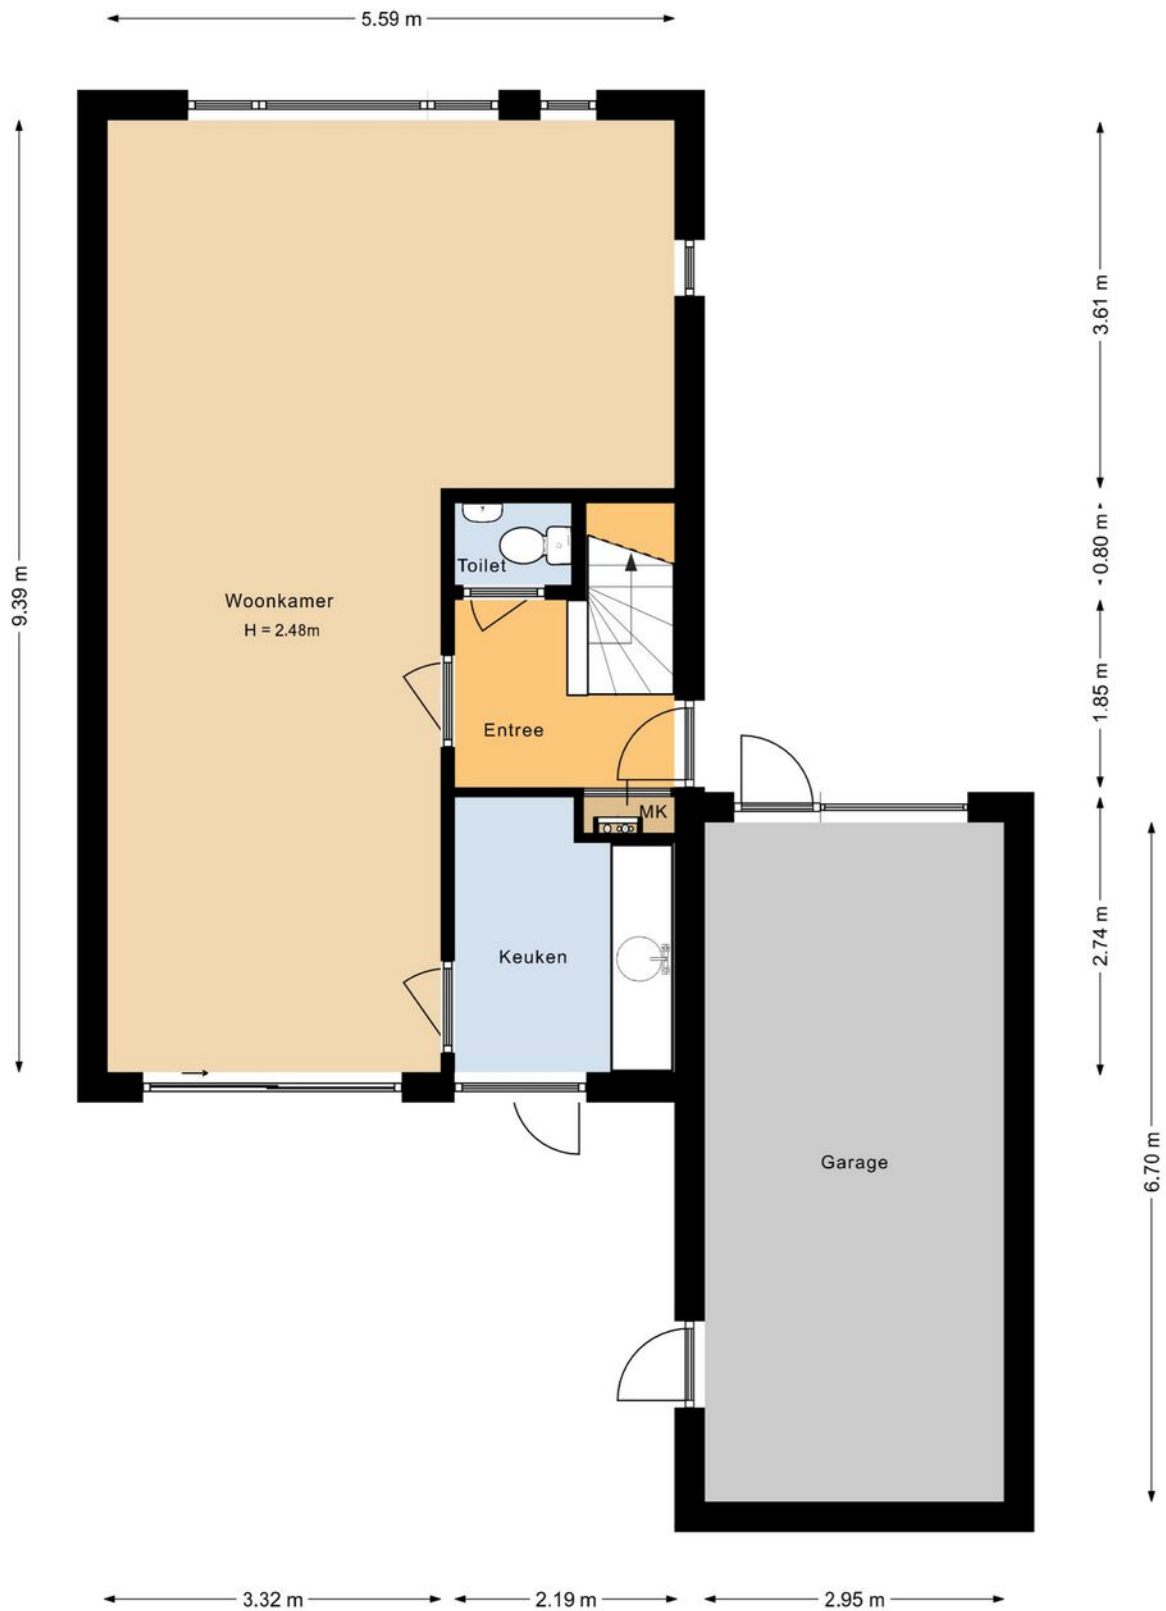 5.59 m
3.61 m
0.80 m
9.39 m
Toilet
Woonkamer
H = 2.48m
1.85 m
Entree
MK
2.74 m
Keuken
6.70 m
Garage
3.32 m
2.19 m
2.95 m